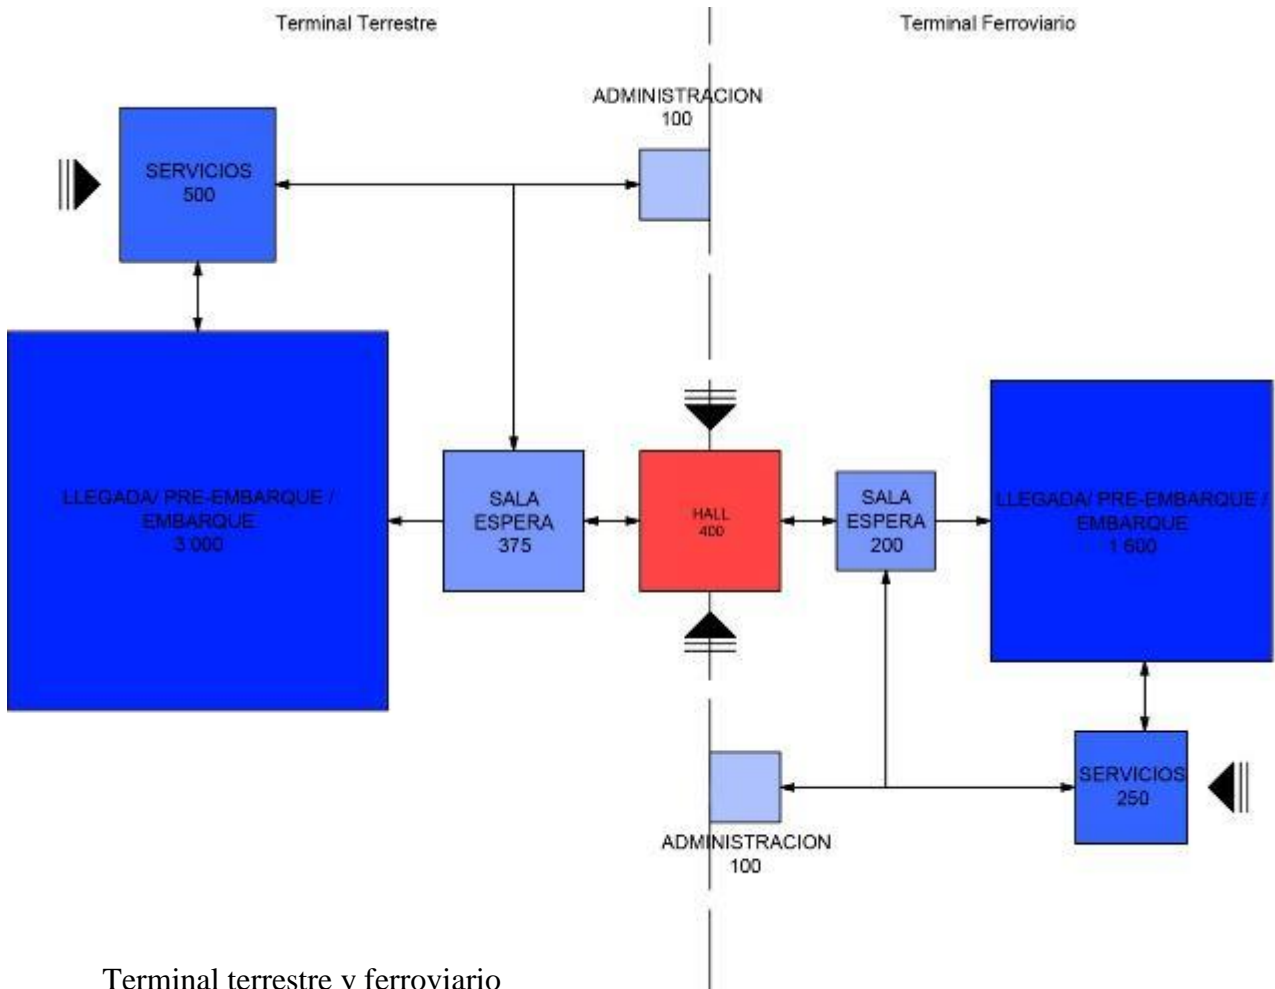 Terminal Terrestre
Terminal Ferroviario
ADMINISTRACION
100
SERVICIOS
500
LLEGADA/ PRE-EMBARQUE /
EMBARQUE
3 000
SALA
ESPERA
375
HALL
400
SALA
ESPERA
200
LLEGADA/ PRE-EMBARQUE /
EMBARQUE
1 600
SERVICIOS
250
ADMINISTRACION
100
Terminal terrestre y ferroviario